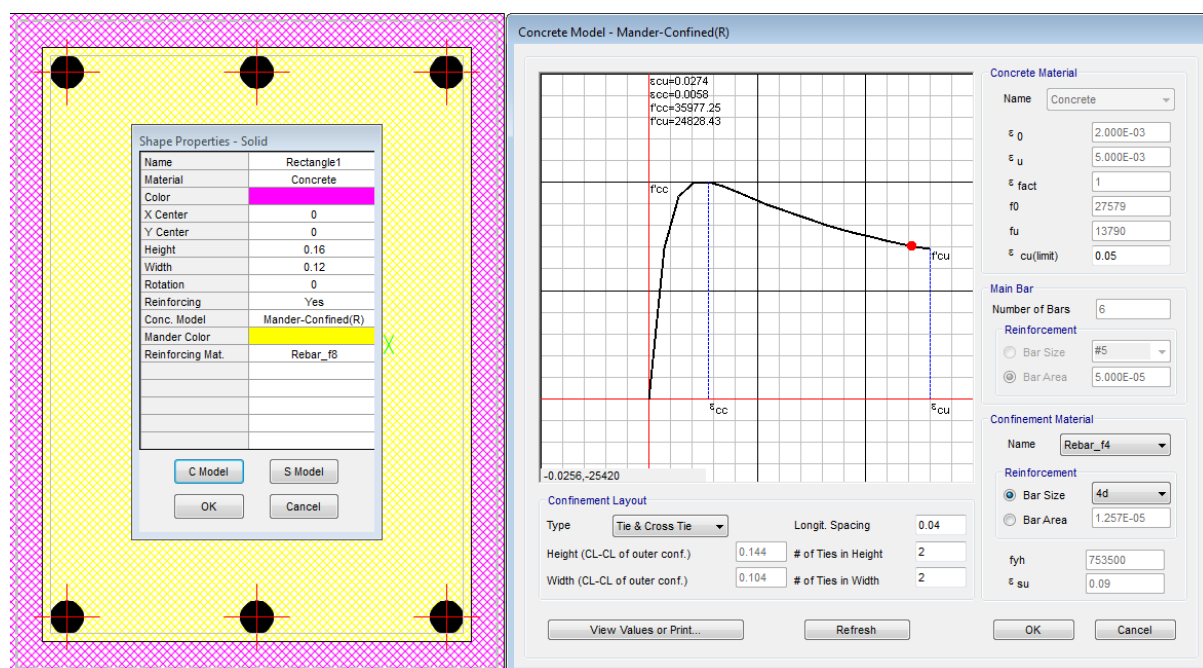 Shape Properties - Solid
Name Rectangle1
Material Concrete
Color
X Center 0
Y Center 0
Height 0.16
Width 0.12
Rotation 0
Reinforcing Yes
Conc. Model Mander-Confined(R)
Mander Color
Reinforcing Mat. Rebar_f8
C Model S Model
OK Cancel
X
Concrete Model - Mander-Confined(R)
εcu=0.0274
εcc=0.0058
f'cc=35977.25
f'cu=24828.43
f'cc
f'cu
εcc εcu
-0.0256,-25420
Confinement Layout
Type Tie & Cross Tie Longit. Spacing 0.04
Height (CL-CL of outer conf.) 0.144 # of Ties in Height 2
Width (CL-CL of outer conf.) 0.104 # of Ties in Width 2
View Values or Print... Refresh
Concrete Material
Name Concrete
ε 0 2.000E-03
ε u 5.000E-03
ε fact 1
f0 27579
fu 13790
ε cu(limit) 0.05
Main Bar
Number of Bars 6
Reinforcement
Bar Size #5
Bar Area 5.000E-05
Confinement Material
Name Rebar_f4
Reinforcement
Bar Size 4d
Bar Area 1.257E-05
fyh 753500
ε su 0.09
OK Cancel